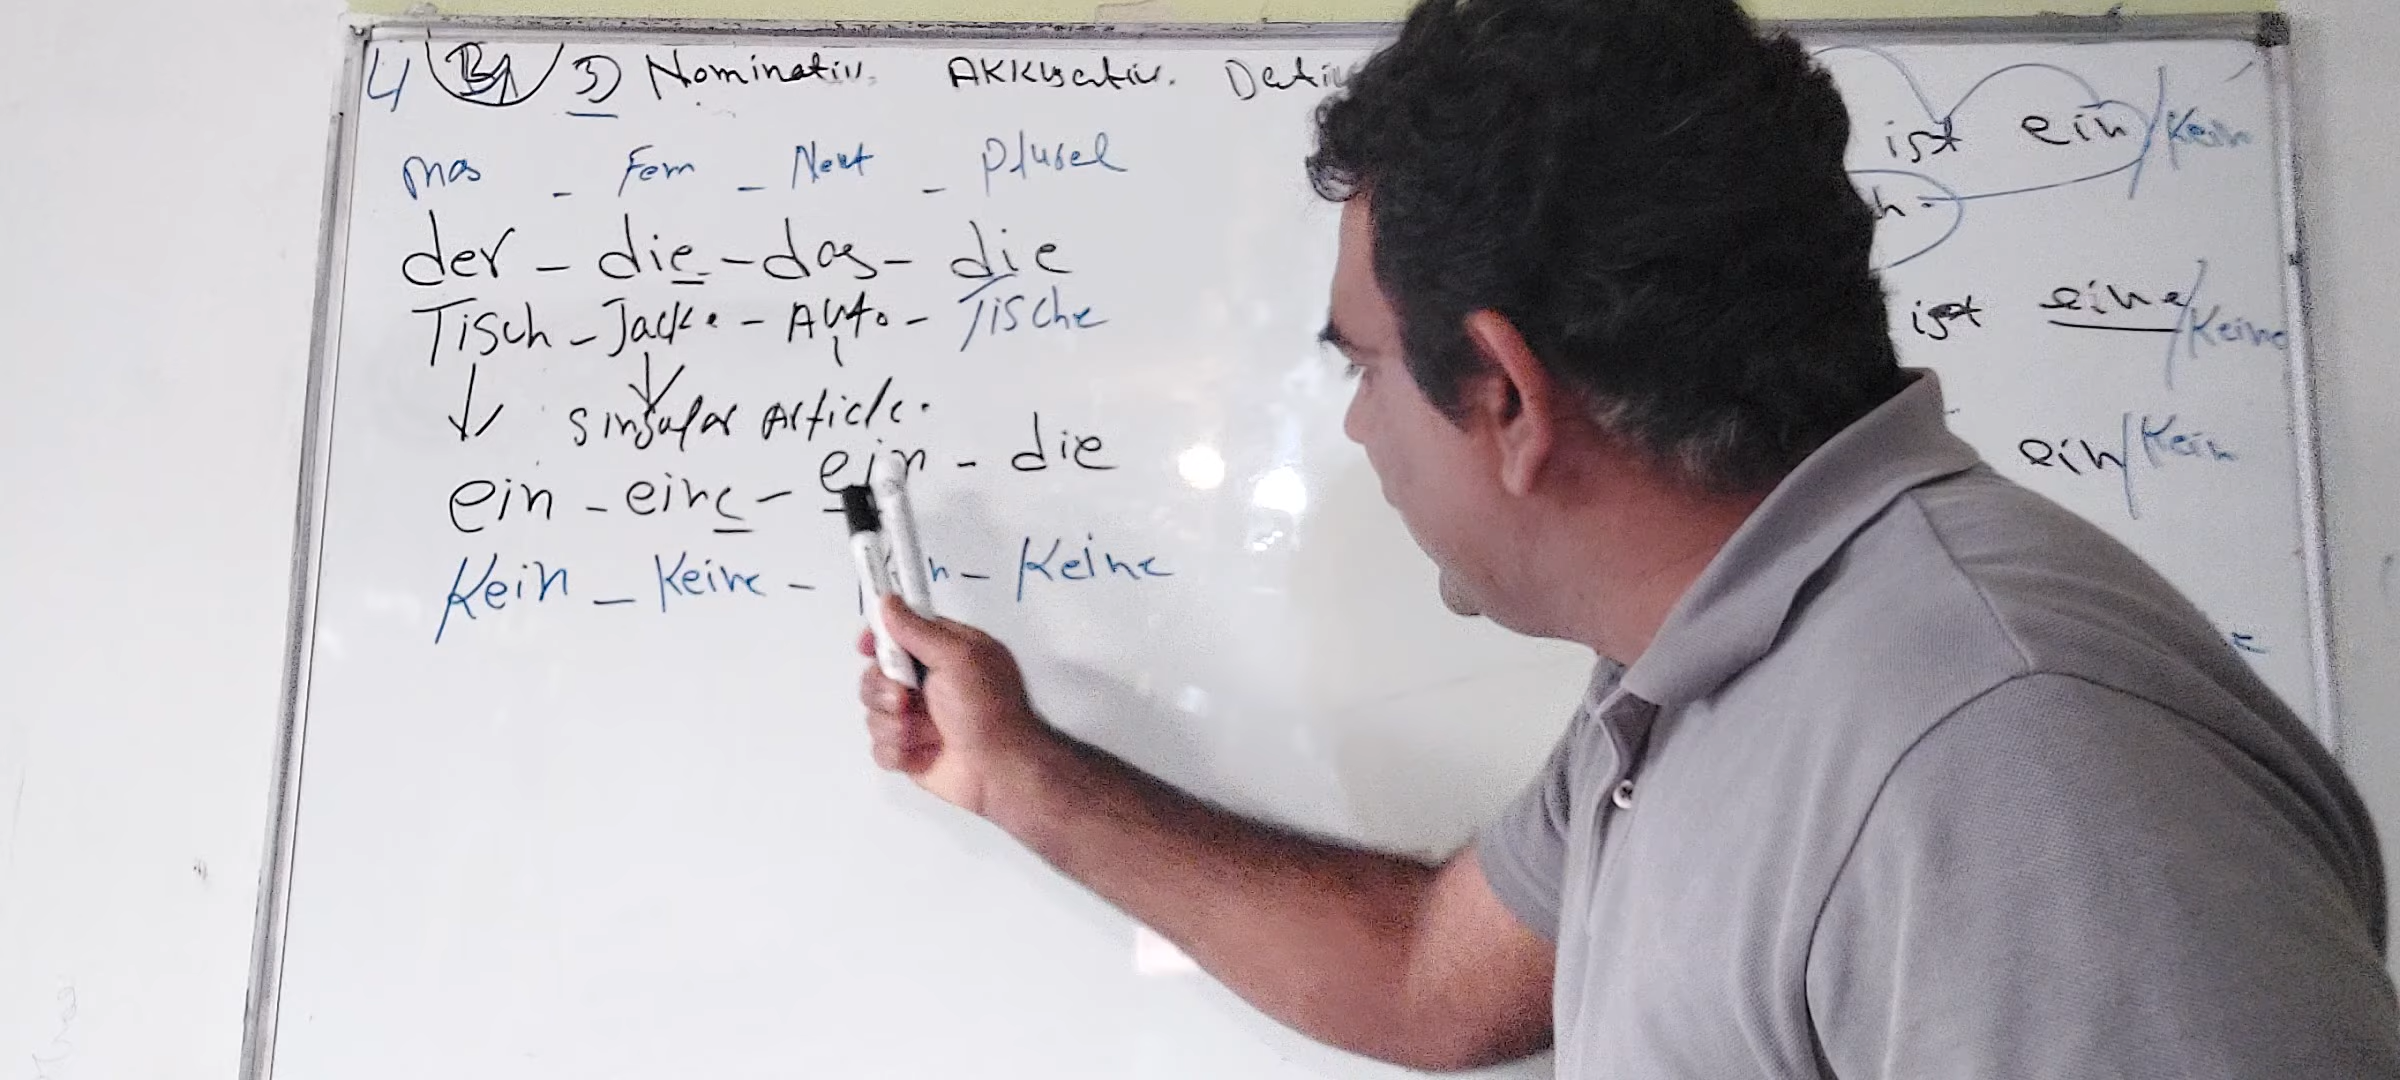 4 B1 3) Nominativ. AKKusativ. Dativ
mas - Fem - Neut - Plural
der - die - das - die
Tisch - Jacke - Auto - Tische
Singular Article.
ein - eine - ein - die
Kein - Keine - - Keine
ist ein/Kein
ist eine/Keine
ein/Kein